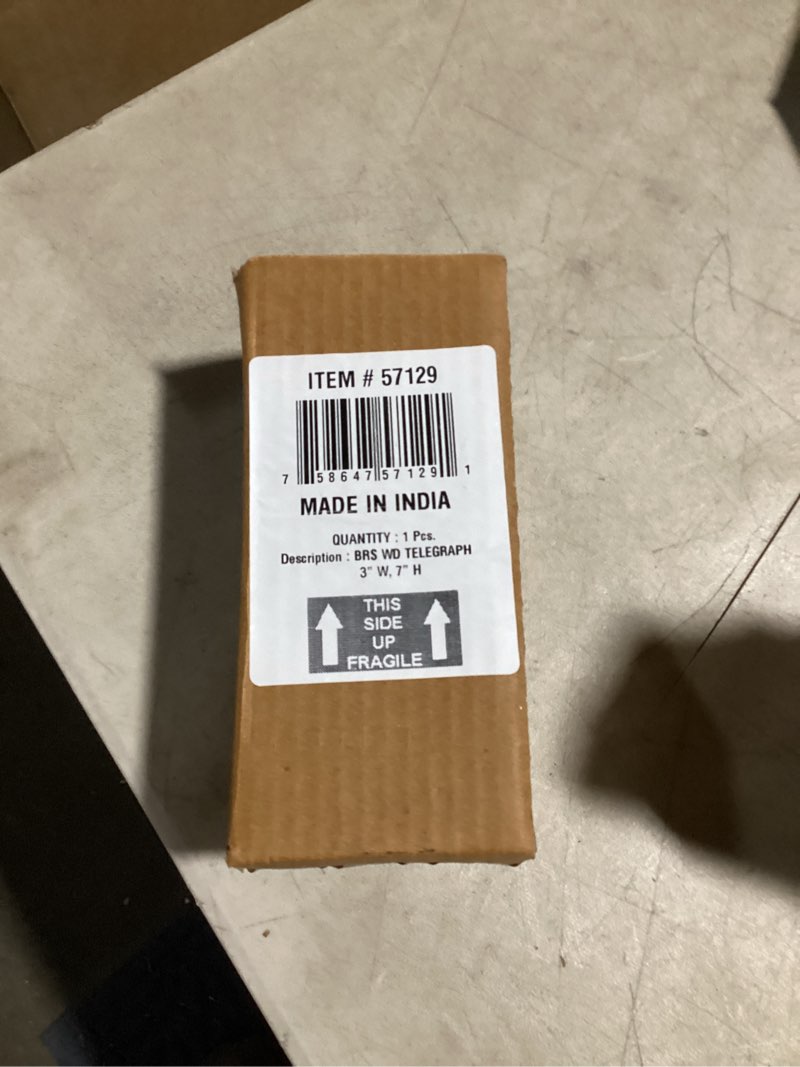 ITEM # 57129
7 58647 57129 1
MADE IN INDIA
QUANTITY : 1 Pcs.
Description : BRS WD TELEGRAPH
3" W, 7" H
THIS
SIDE
UP
FRAGILE